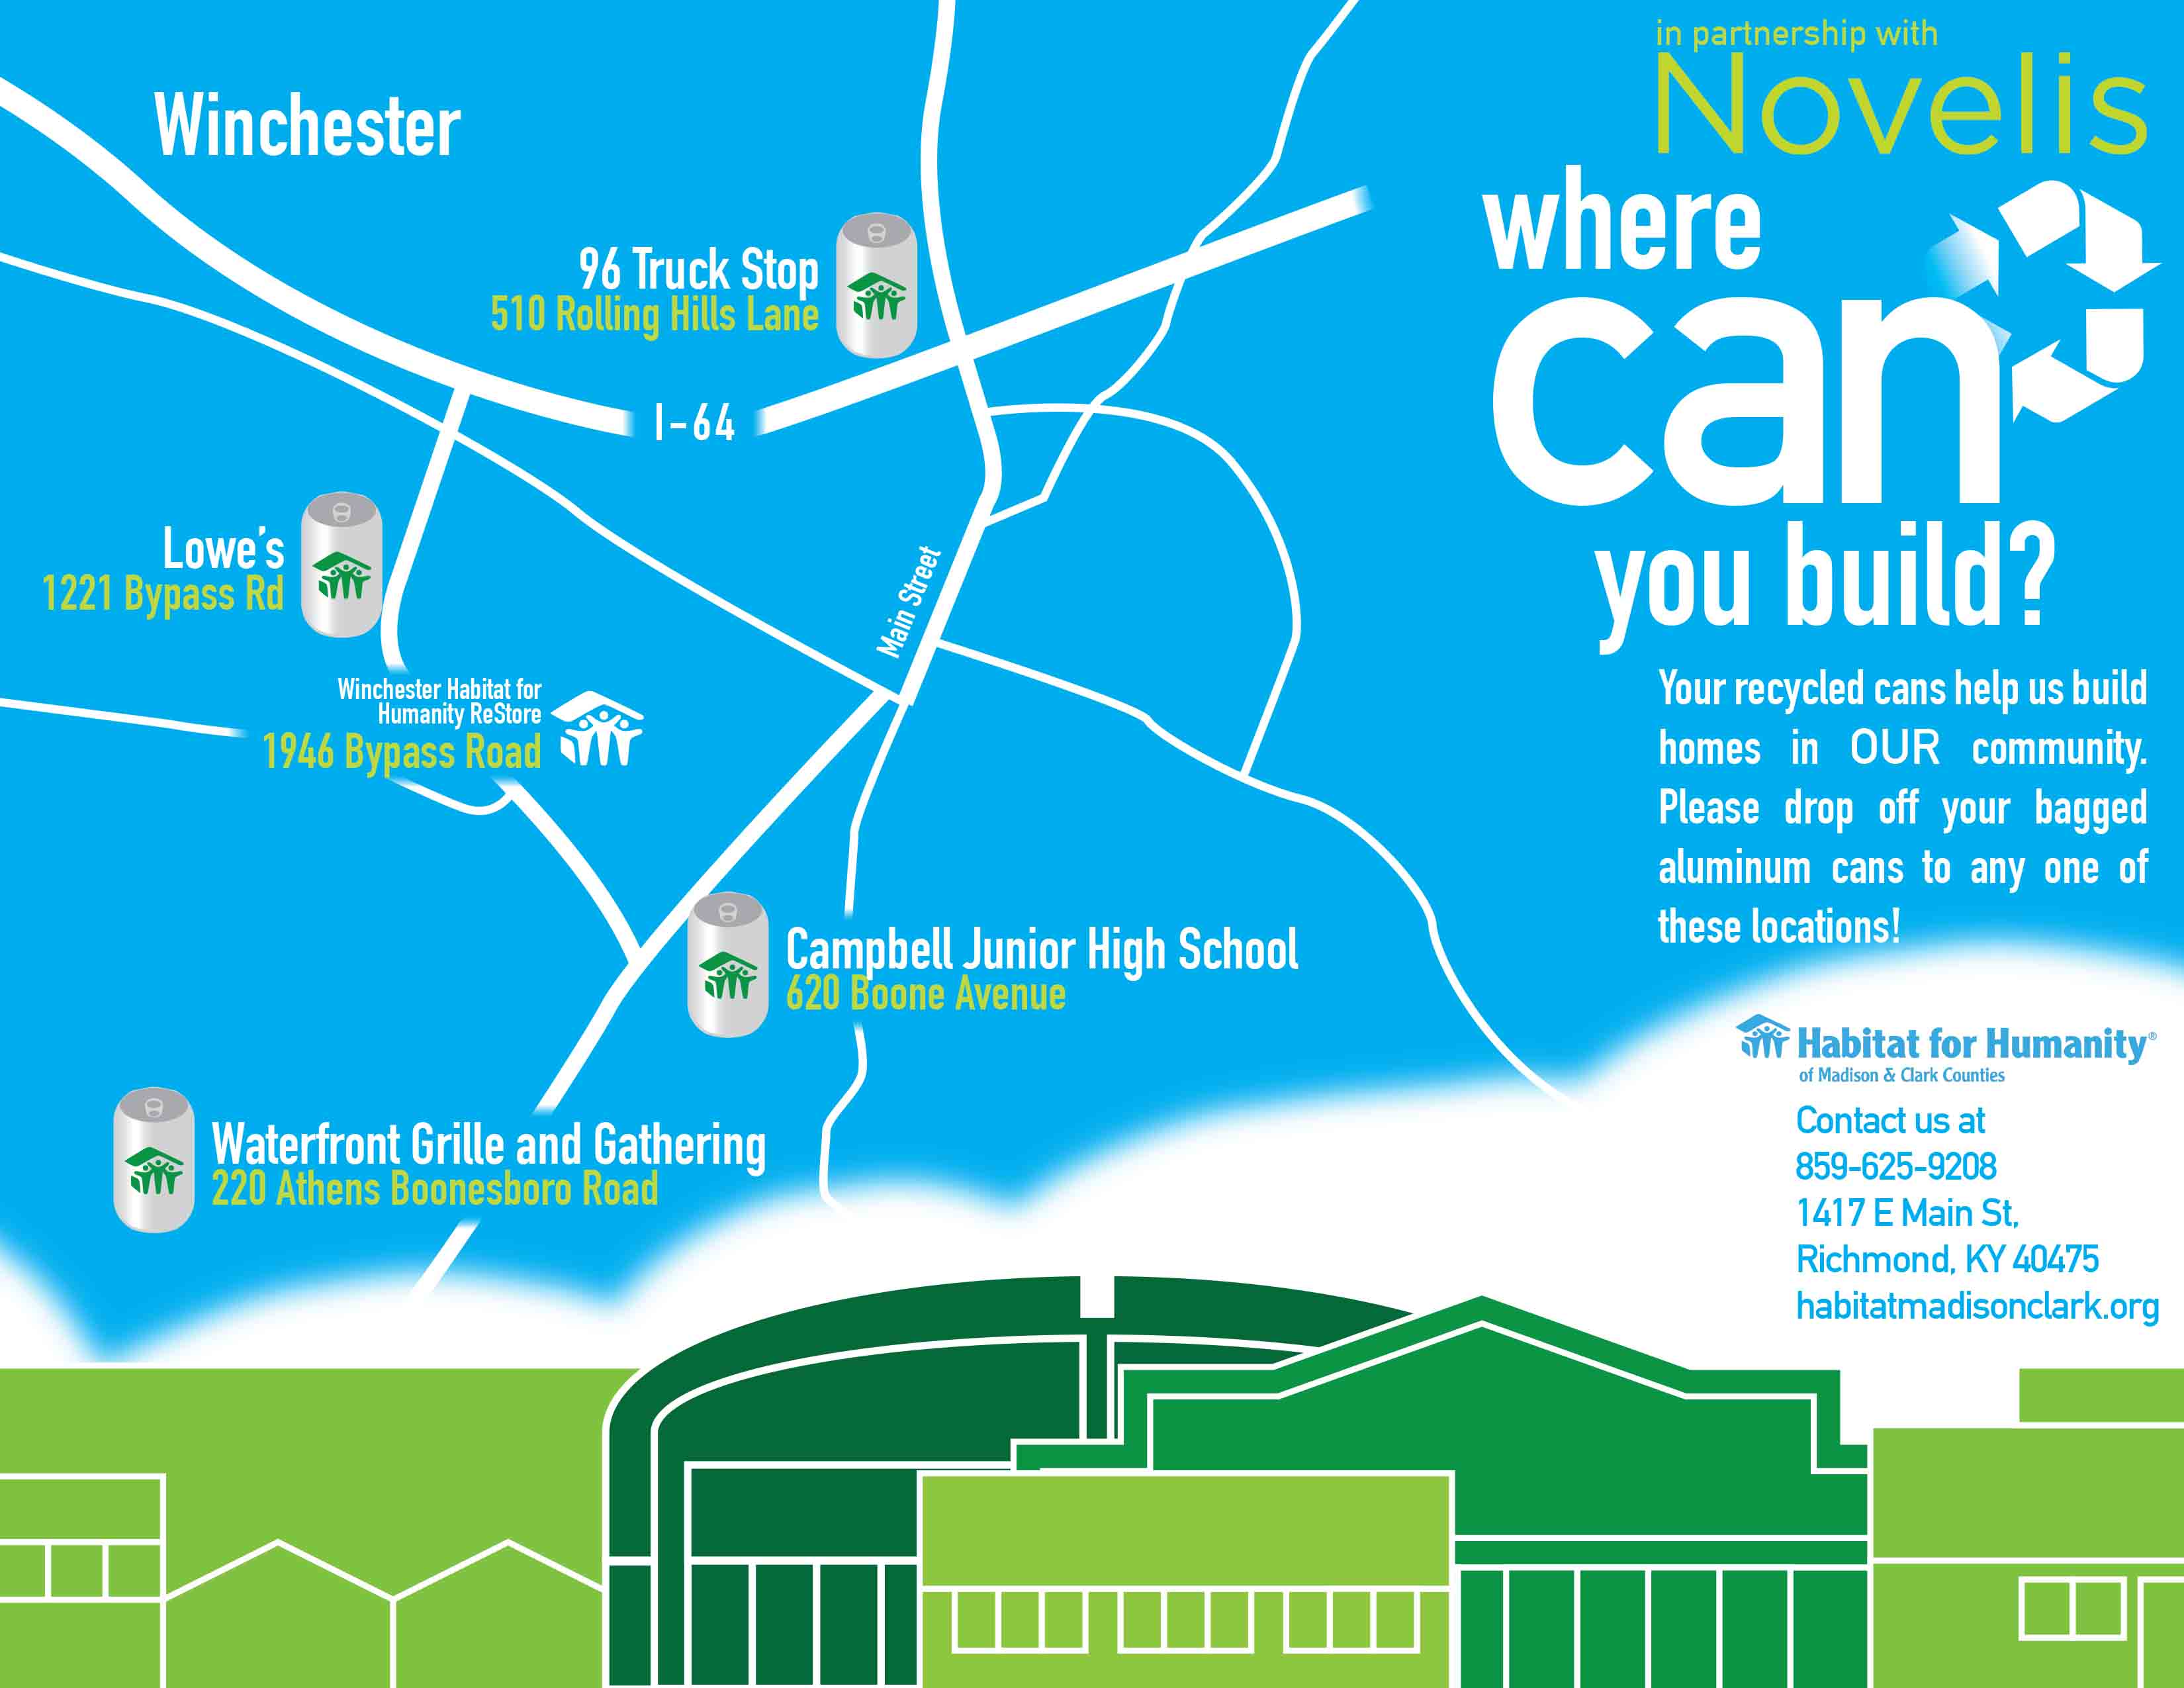 Winchester
96 Truck Stop
510 Rolling Hills Lane
I-64
Lowe's
1221 Bypass Rd
Main Street
Winchester Habitat for
Humanity ReStore
1946 Bypass Road
Campbell Junior High School
620 Boone Avenue
Waterfront Grille and Gathering
220 Athens Boonesboro Road
in partnership with
Novelis
where
can
you build?
Your recycled cans help us build
homes in OUR community.
Please drop off your bagged
aluminum cans to any one of
these locations!
Habitat for Humanity®
of Madison & Clark Counties
Contact us at
859-625-9208
1417 E Main St,
Richmond, KY 40475
habitatmadisonclark.org